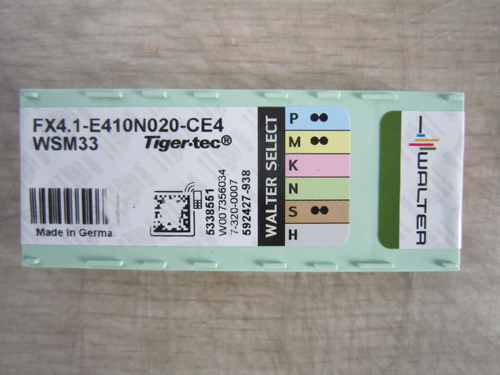 FX4.1-E410N020-CE4
WSM33 Tiger-tec®
Made in Germa
5338551
W007356034
7-320-0007
592427-938
WALTER SELECT
P
M
K
N
S
H
WALTER